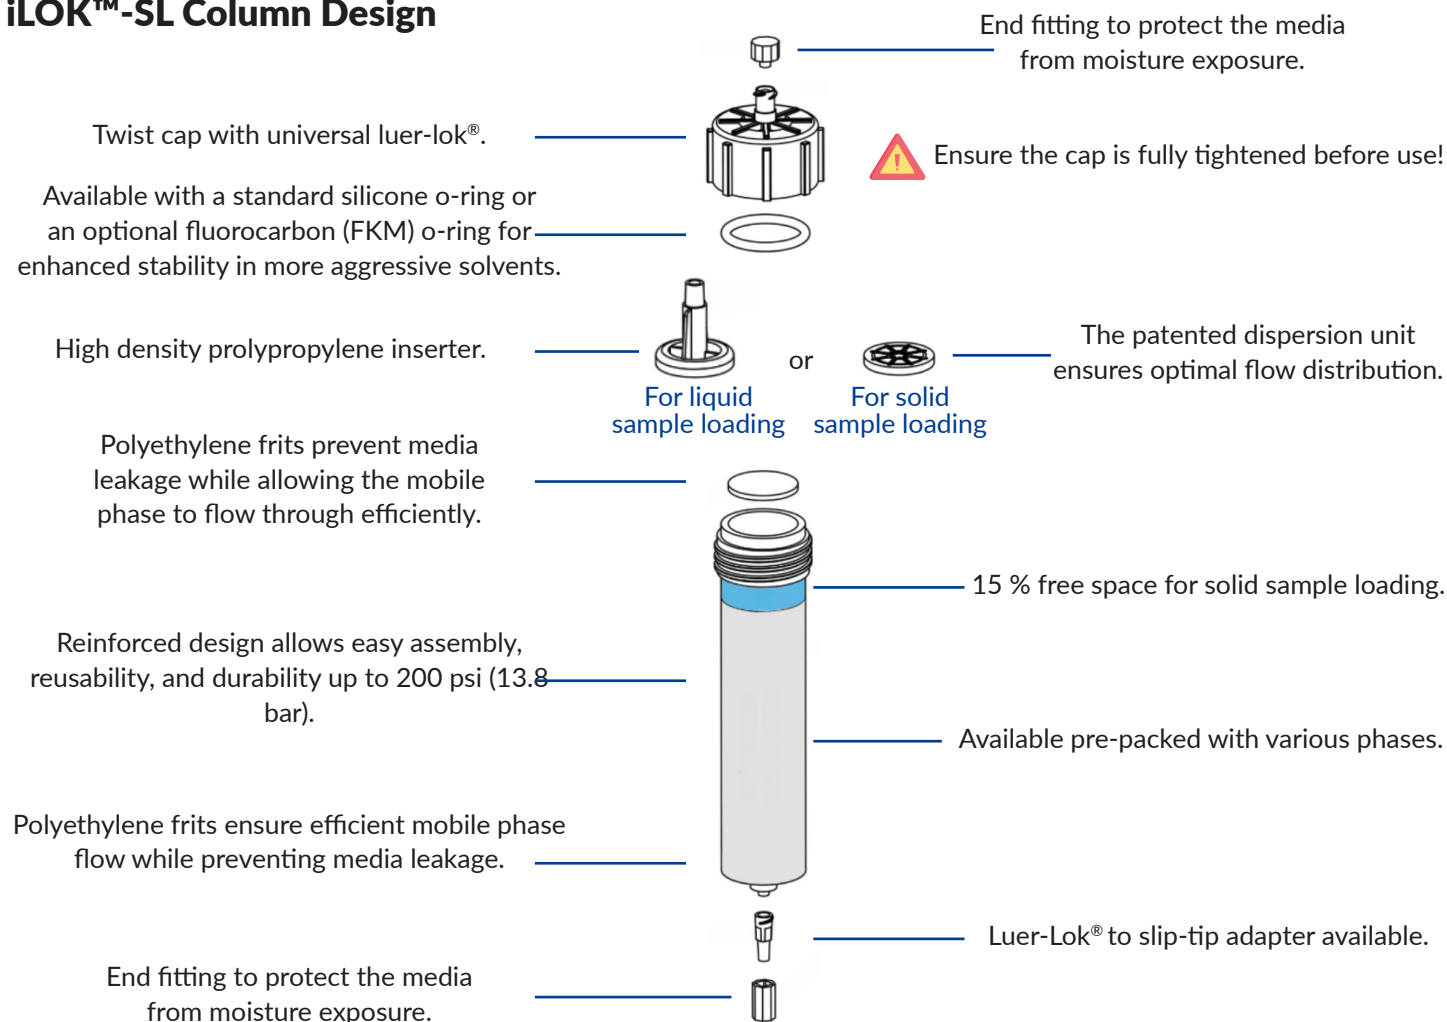 iLOK™-SL Column Design
End fitting to protect the media
from moisture exposure.
Twist cap with universal luer-lok®.
Ensure the cap is fully tightened before use!
Available with a standard silicone o-ring or
an optional fluorocarbon (FKM) o-ring for
enhanced stability in more aggressive solvents.
High density prolypropylene inserter.
or
The patented dispersion unit
ensures optimal flow distribution.
For liquid
sample loading
For solid
sample loading
Polyethylene frits prevent media
leakage while allowing the mobile
phase to flow through efficiently.
15 % free space for solid sample loading.
Reinforced design allows easy assembly,
reusability, and durability up to 200 psi (13.8
bar).
Available pre-packed with various phases.
Polyethylene frits ensure efficient mobile phase
flow while preventing media leakage.
Luer-Lok® to slip-tip adapter available.
End fitting to protect the media
from moisture exposure.